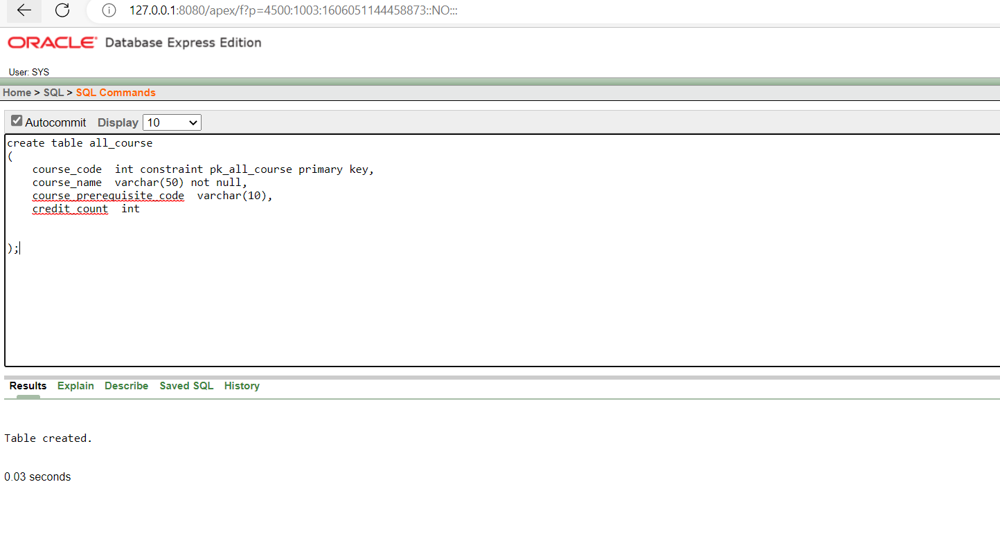 127.0.0.1:8080/apex/f?p=4500:1003:1606051144458873::NO:::
ORACLE Database Express Edition
User: SYS
Home > SQL > SQL Commands
Autocommit Display 10
create table all_course
(
    course_code  int constraint pk_all_course primary key,
    course_name  varchar(50) not null,
    course_prerequisite_code  varchar(10),
    credit_count  int
);
Results Explain Describe Saved SQL History
Table created.
0.03 seconds